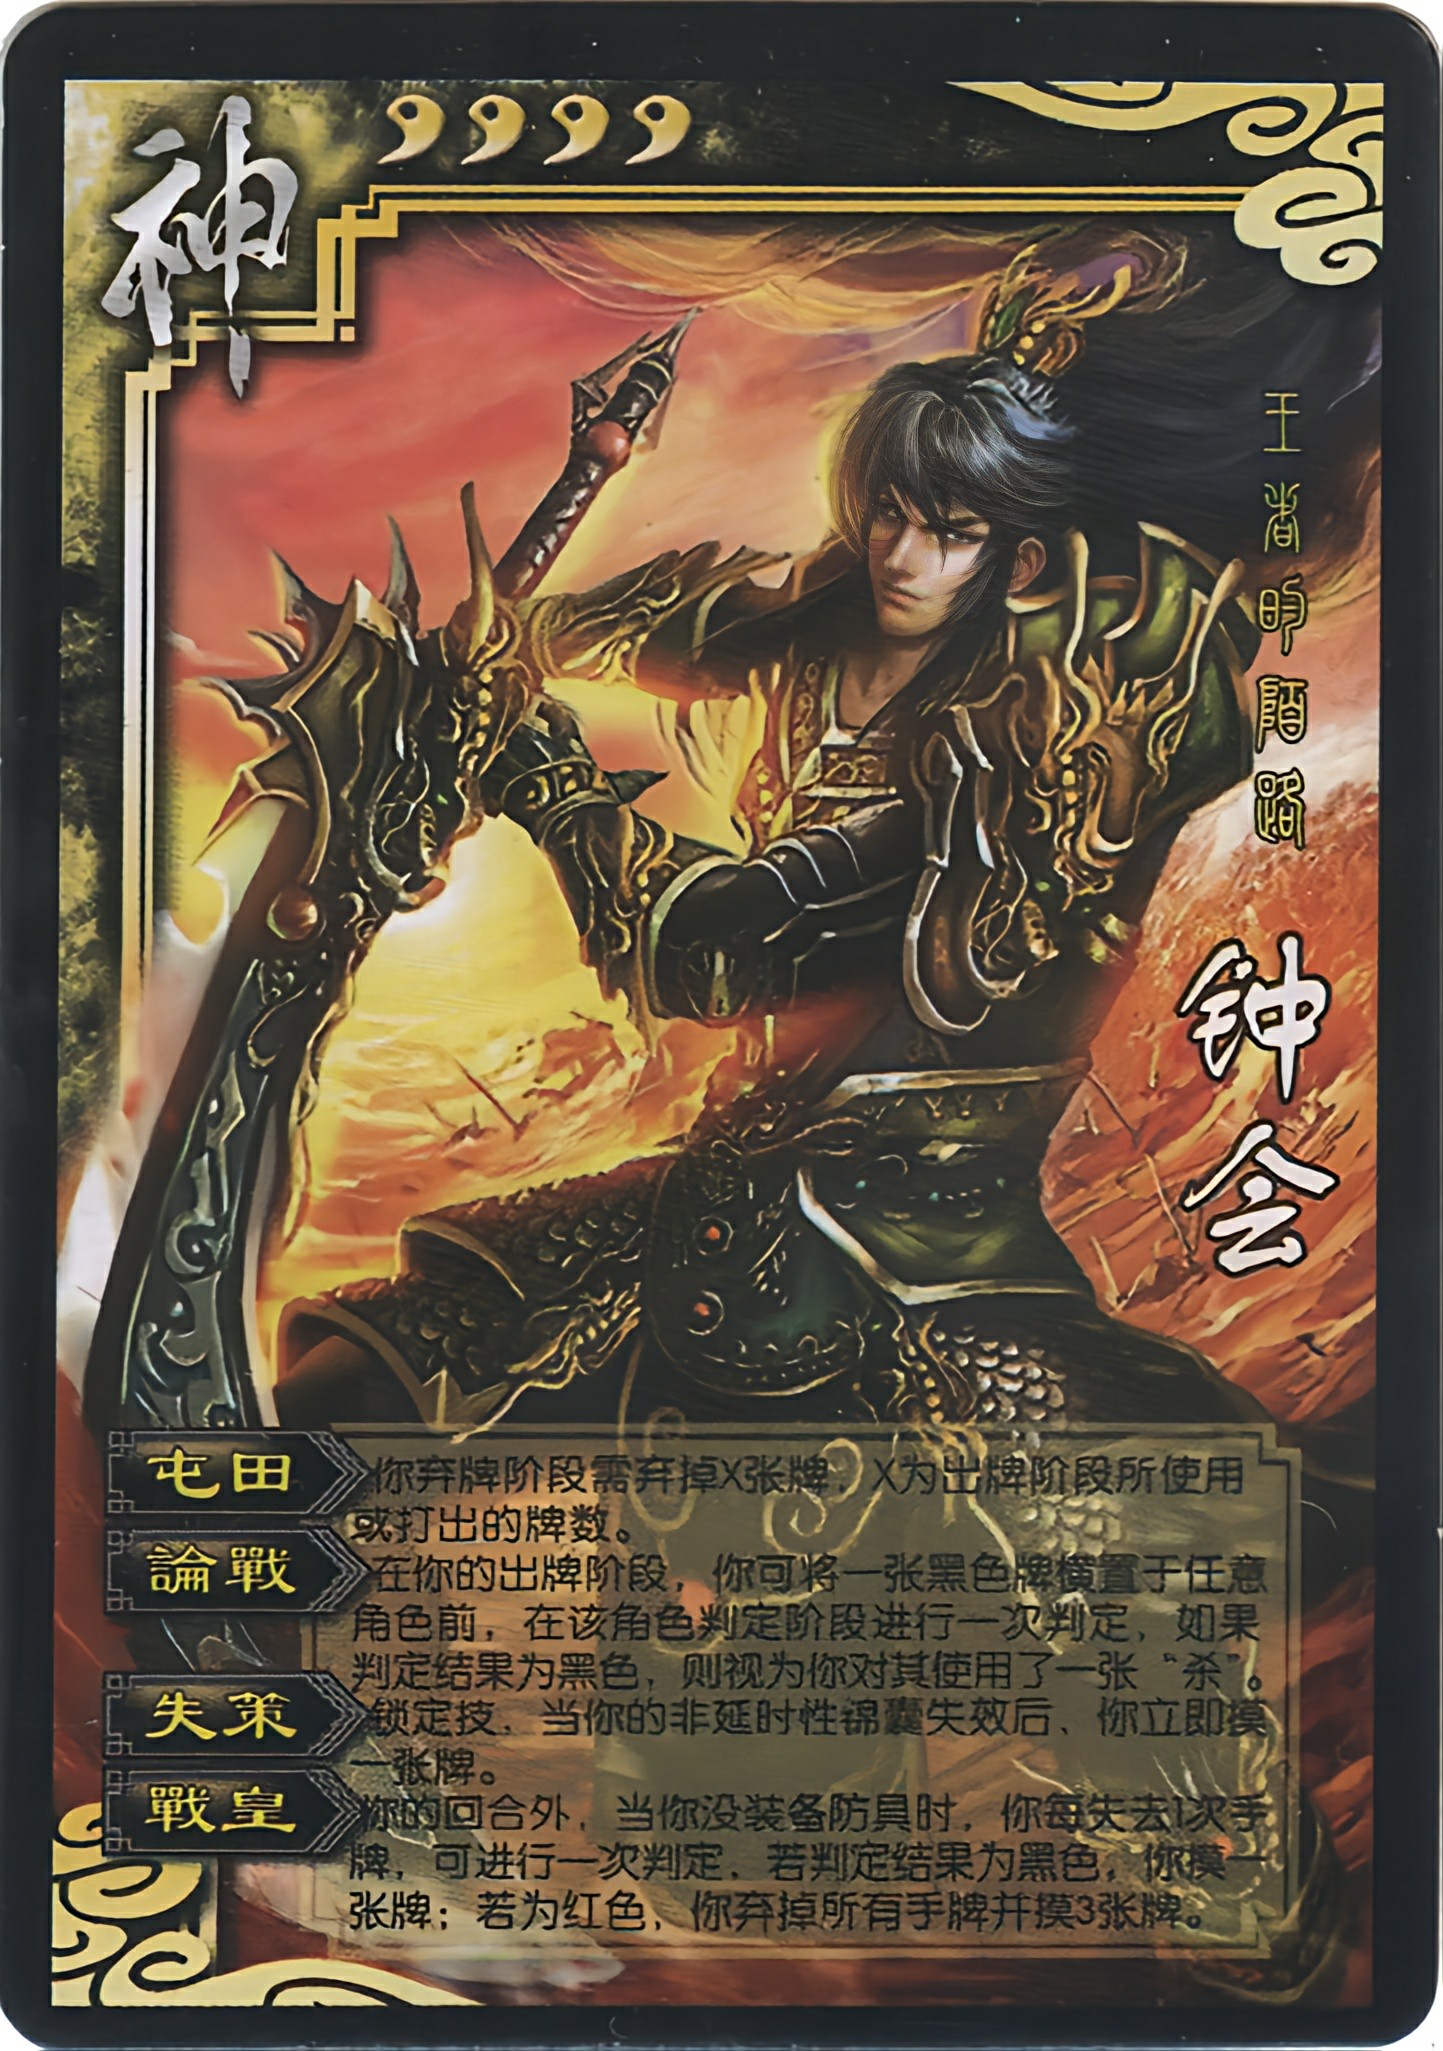 神
王者的陌路
钟会
屯田
你弃牌阶段需弃掉X张牌，X为出牌阶段所使用
或打出的牌数。
論戰
在你的出牌阶段，你可将一张黑色牌横置于任意
角色前，在该角色判定阶段进行一次判定，如果
判定结果为黑色，则视为你对其使用了一张“杀”。
失策
锁定技，当你的非延时性锦囊失效后，你立即摸
一张牌。
戰皇
你的回合外，当你没装备防具时，你每失去1次手
牌，可进行一次判定，若判定结果为黑色，你摸一
张牌；若为红色，你弃掉所有手牌并摸3张牌。